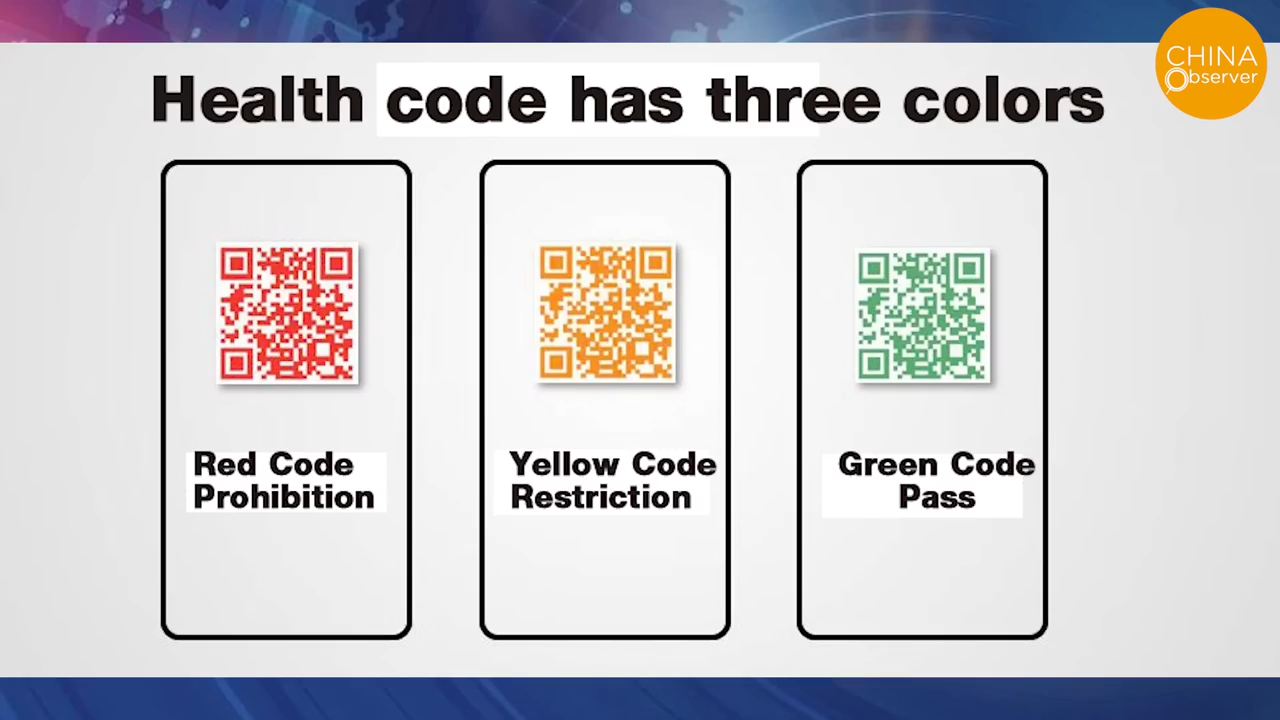 CHINA
Observer
Health code has three colors
Red Code
Prohibition
Yellow Code
Restriction
Green Code
Pass